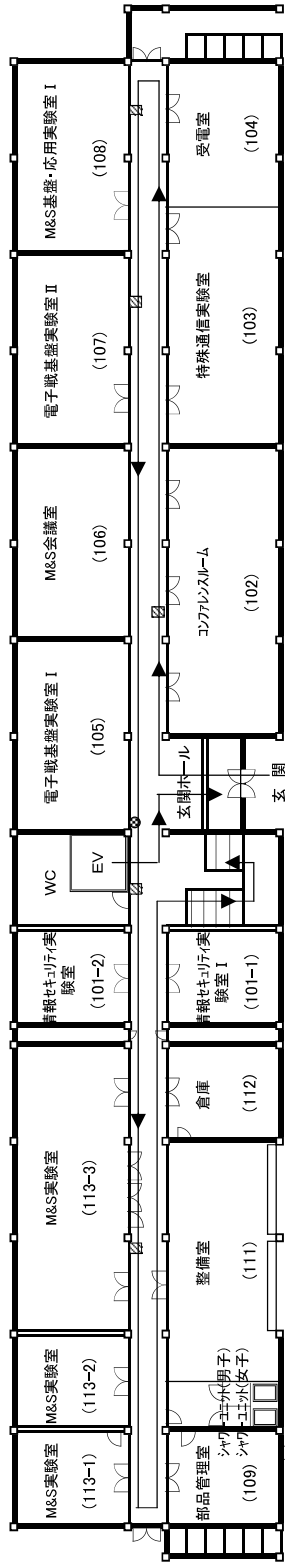 M&S実験室
(113-1)
M&S実験室
(113-2)
M&S実験室
(113-3)
情報セキュリティ実
験室
(101-2)
WC
EV
電子戦基盤実験室Ⅰ
(105)
M&S会議室
(106)
電子戦基盤実験室Ⅱ
(107)
M&S基盤・応用実験室Ⅰ
(108)
部品管理室
(109)
シャワーユニット(男子)
シャワーユニット(女子)
整備室
(111)
倉庫
(112)
情報セキュリティ実
験室Ⅰ
(101-1)
玄関ホール
玄 関
コンファレンスルーム
(102)
特殊通信実験室
(103)
受電室
(104)